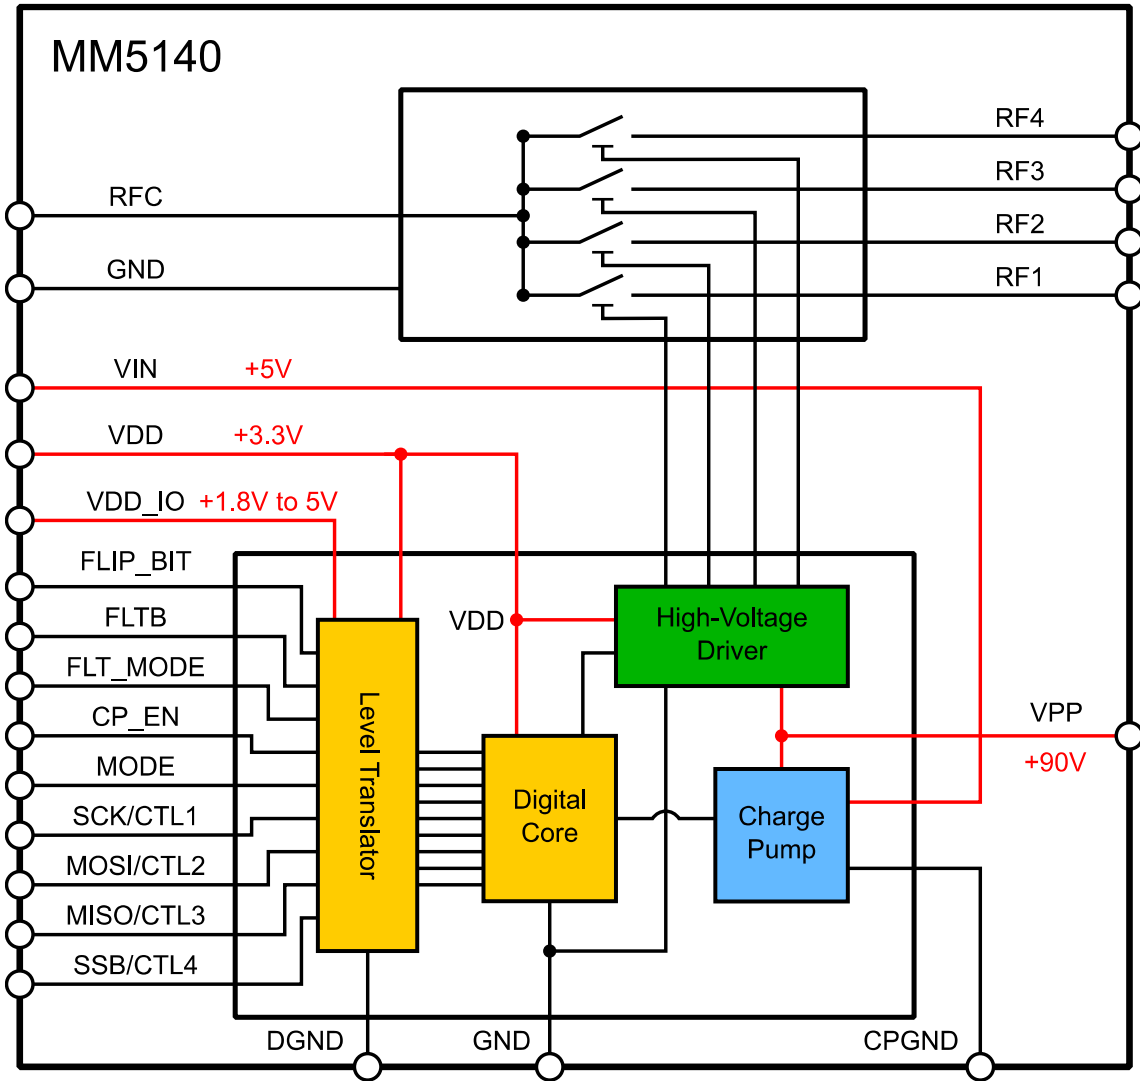 MM5140
RF4
RF3
RFC
RF2
GND
RF1
VIN +5V
VDD +3.3V
VDD_IO +1.8V to 5V
FLIP_BIT
FLTB
FLT_MODE
CP_EN
MODE
SCK/CTL1
MOSI/CTL2
MISO/CTL3
SSB/CTL4
Level Translator
VDD
High-Voltage
Driver
Digital
Core
Charge
Pump
VPP
+90V
DGND
GND
CPGND